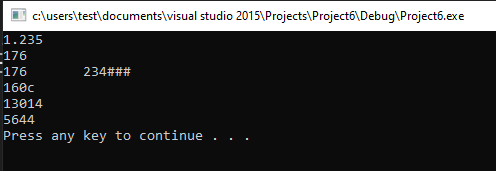 c:\users\test\documents\visual studio 2015\Projects\Project6\Debug\Project6.exe
1.235
176
176       234###
160c
13014
5644
Press any key to continue . . .